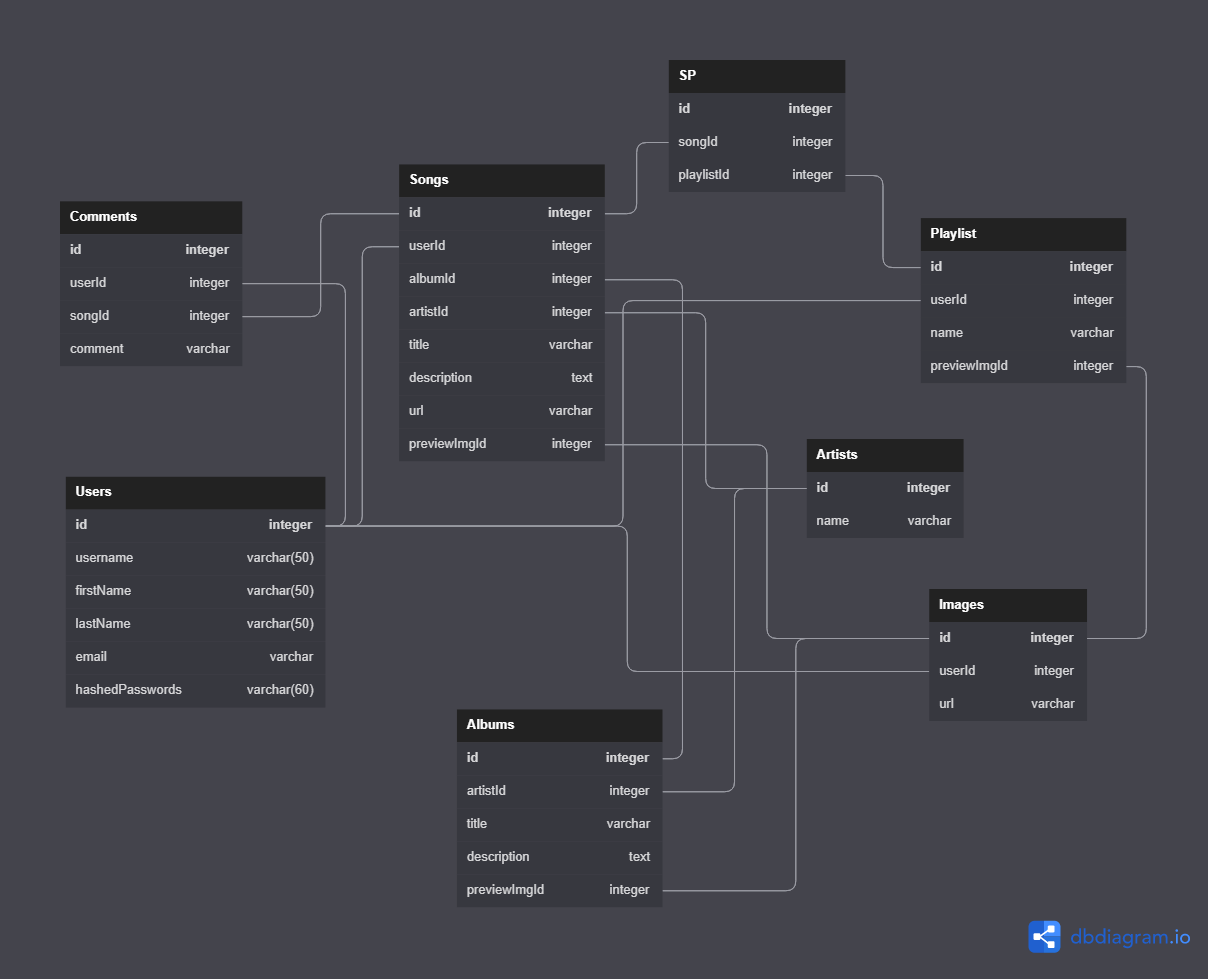 SP
id integer
songId integer
playlistId integer
Songs
id integer
userId integer
albumId integer
artistId integer
title varchar
description text
url varchar
previewImgId integer
Comments
id integer
userId integer
songId integer
comment varchar
Playlist
id integer
userId integer
name varchar
previewImgId integer
Artists
id integer
name varchar
Users
id integer
username varchar(50)
firstName varchar(50)
lastName varchar(50)
email varchar
hashedPasswords varchar(60)
Images
id integer
userId integer
url varchar
Albums
id integer
artistId integer
title varchar
description text
previewImgId integer
dbdiagram.io